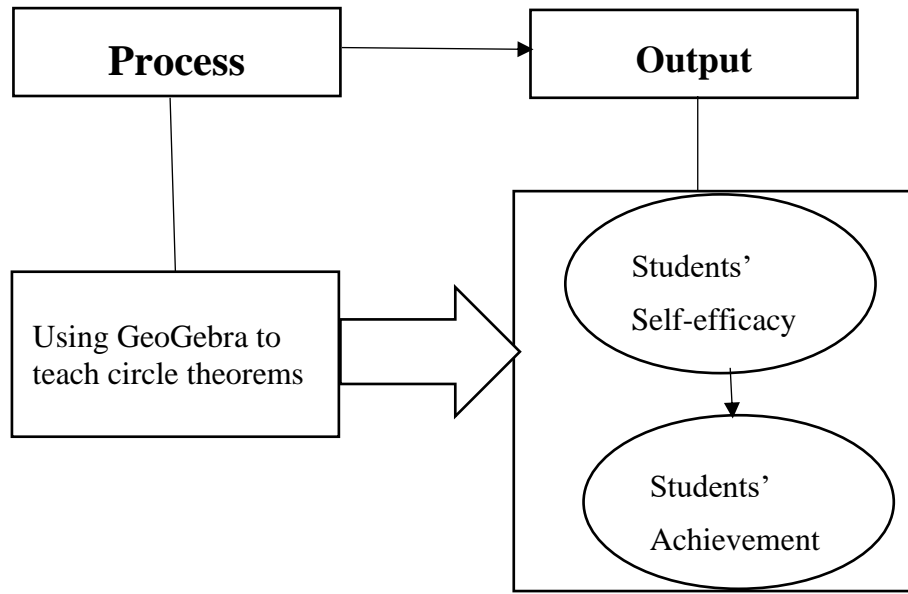 Process
Output
Using GeoGebra to
teach circle theorems
Students’
Self-efficacy
Students’
Achievement